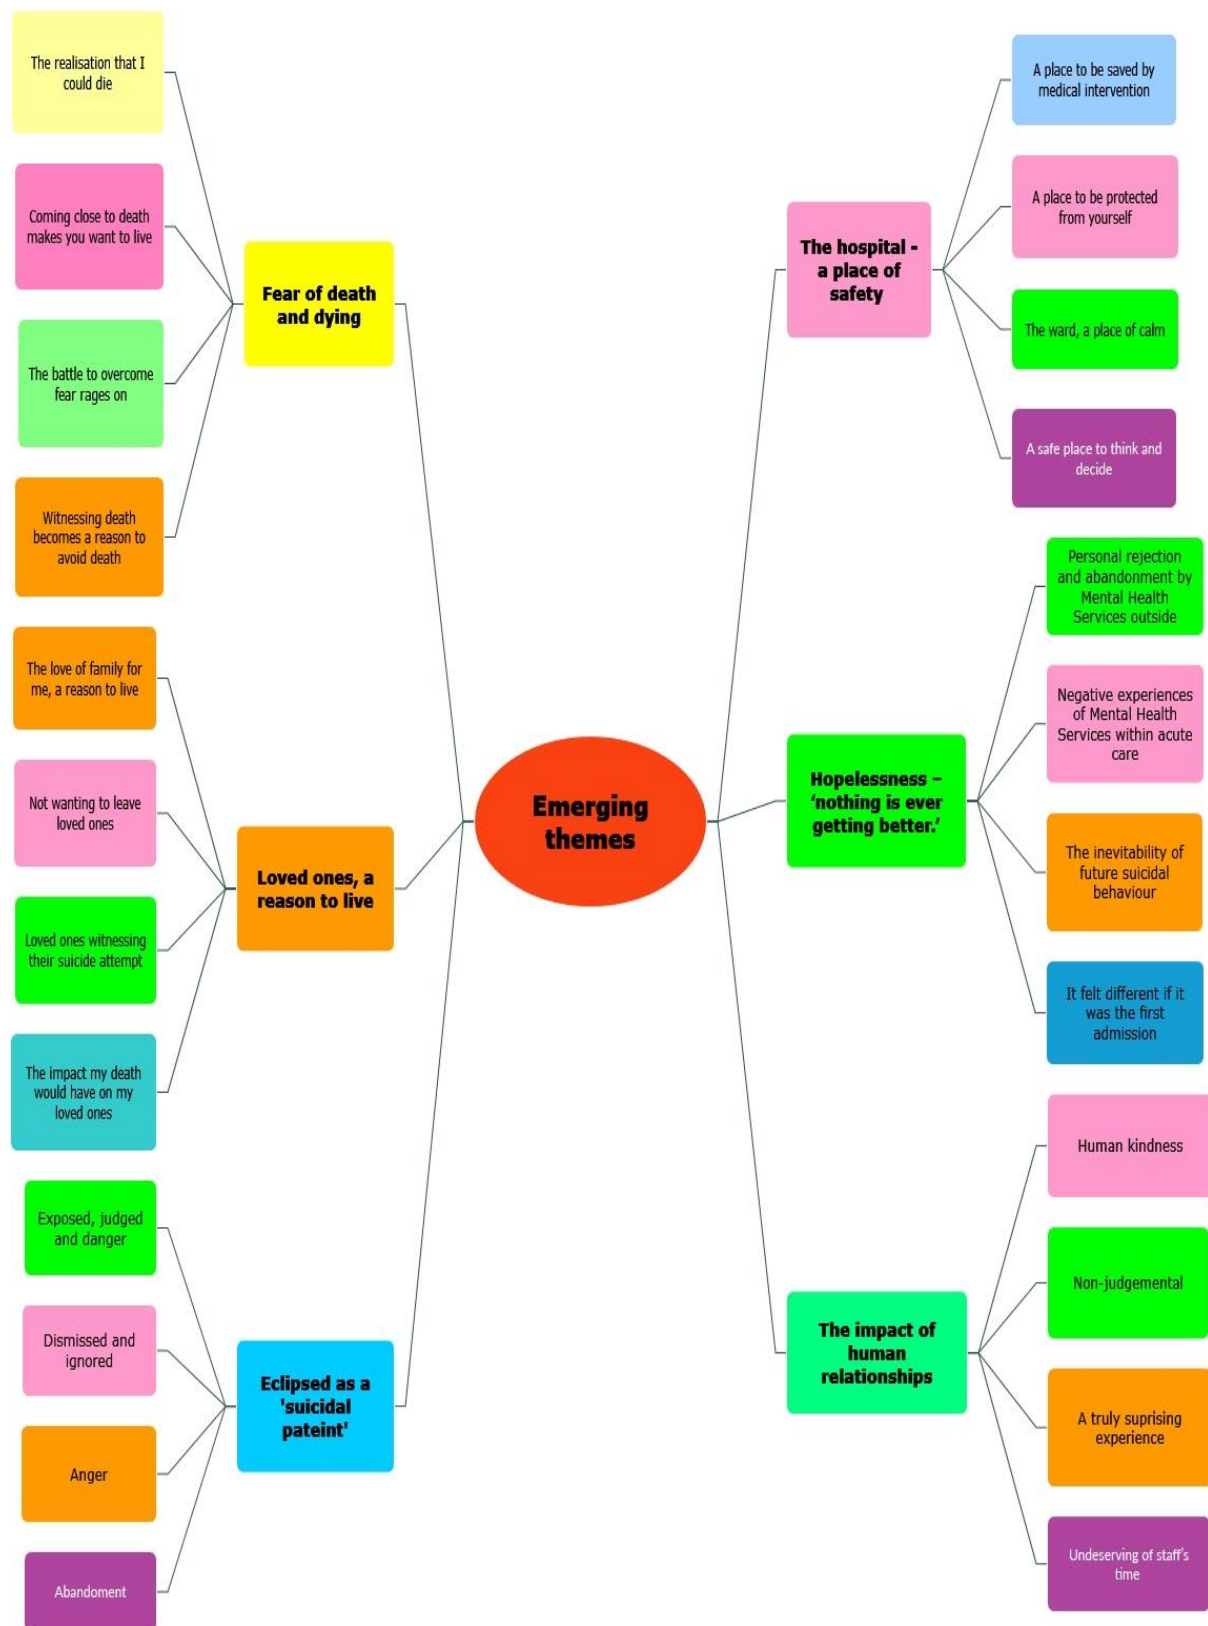 The realisation that I
could die
Coming close to death
makes you want to live
The battle to overcome
fear rages on
Witnessing death
becomes a reason to
avoid death
Fear of death
and dying
The love of family for
me, a reason to live
Not wanting to leave
loved ones
Loved ones witnessing
their suicide attempt
The impact my death
would have on my
loved ones
Loved ones, a
reason to live
Exposed, judged
and danger
Dismissed and
ignored
Anger
Abandoment
Eclipsed as a
'suicidal
pateint'
Emerging
themes
The hospital -
a place of
safety
A place to be saved by
medical intervention
A place to be protected
from yourself
The ward, a place of calm
A safe place to think and
decide
Hopelessness –
‘nothing is ever
getting better.’
Personal rejection
and abandonment by
Mental Health
Services outside
Negative experiences
of Mental Health
Services within acute
care
The inevitability of
future suicidal
behaviour
It felt different if it
was the first
admission
The impact of
human
relationships
Human kindness
Non-judgemental
A truly suprising
experience
Undeserving of staff's
time